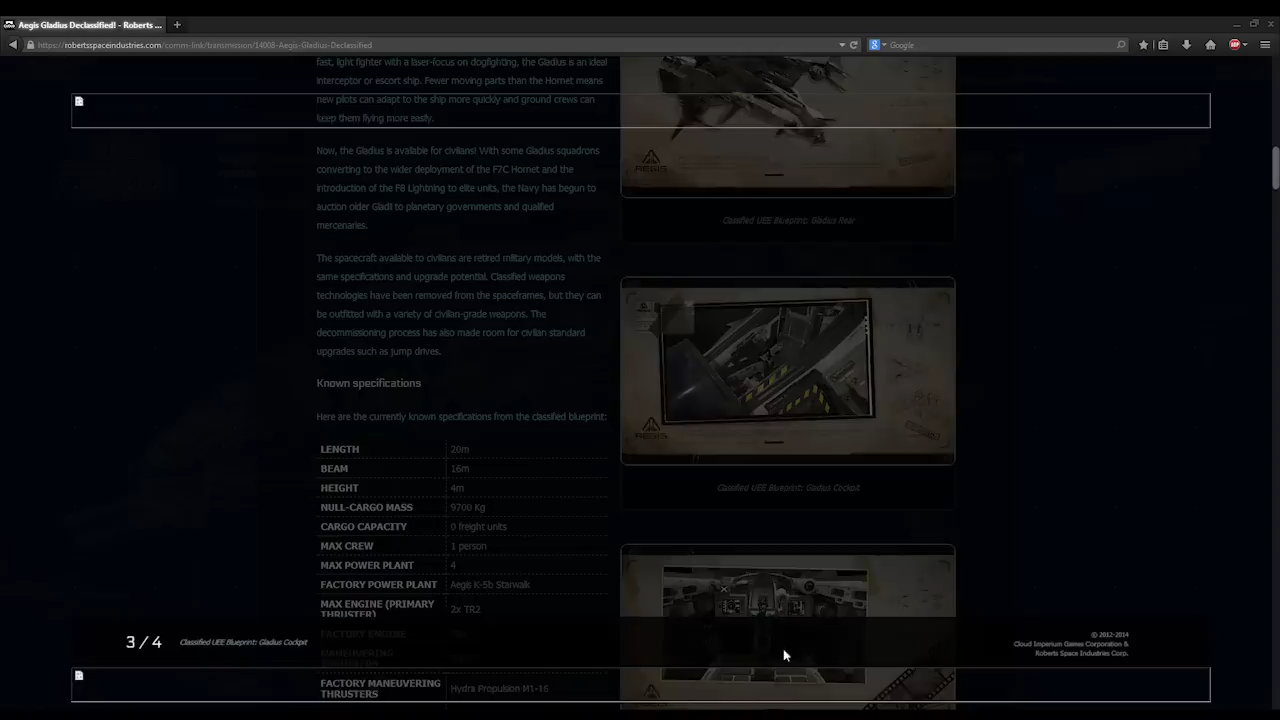 Aegis Gladius Declassified! - Roberts ...
https://robertsspaceindustries.com/comm-link/transmission/14008-Aegis-Gladius-Declassified
Google
fast, light fighter with a laser-focus on dogfighting, the Gladius is an ideal
interceptor or escort ship. Fewer moving parts than the Hornet means
new pilots can adapt to the ship more quickly and ground crews can
keep them flying more easily.
Now, the Gladius is available for civilians! With some Gladius squadrons
converting to the wider deployment of the F7C Hornet and the
introduction of the F8 Lightning to elite units, the Navy has begun to
auction older Gladii to planetary governments and qualified
mercenaries.
The spacecraft available to civilians are retired military models, with the
same specifications and upgrade potential. Classified weapons
technologies have been removed from the spaceframes, but they can
be outfitted with a variety of civilian-grade weapons. The
decommissioning process has also made room for civilian standard
upgrades such as jump drives.
Known specifications
Here are the currently known specifications from the classified blueprint:
LENGTH 20m
BEAM 16m
HEIGHT 4m
NULL-CARGO MASS 9700 Kg
CARGO CAPACITY 0 freight units
MAX CREW 1 person
MAX POWER PLANT 4
FACTORY POWER PLANT Aegis K-5b Starwalk
MAX ENGINE (PRIMARY
THRUSTER) 2x TR2
FACTORY ENGINE
MANEUVERING
THRUSTERS
FACTORY MANEUVERING
THRUSTERS Hydra Propulsion M1-16
AEGIS
Classified UEE Blueprint: Gladius Rear
AEGIS
Classified UEE Blueprint: Gladius Cockpit
3 / 4
Classified UEE Blueprint: Gladius Cockpit
© 2012-2014
Cloud Imperium Games Corporation &
Roberts Space Industries Corp.